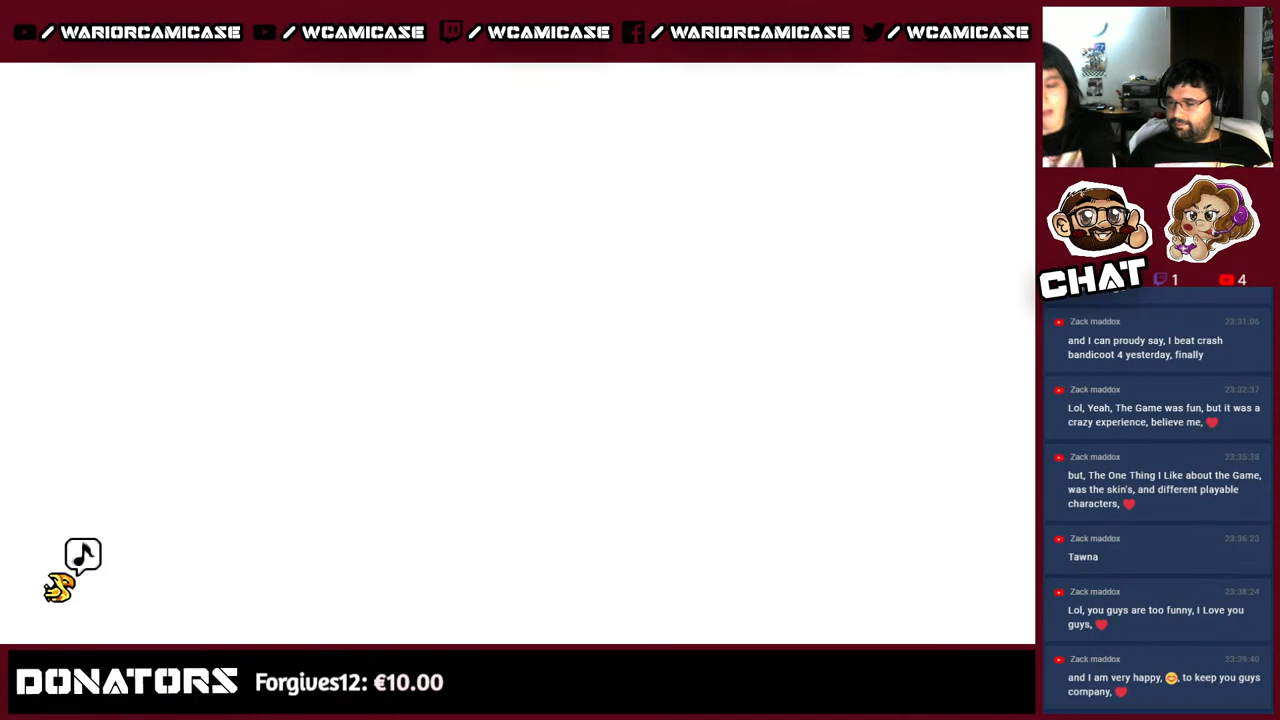 / WARIORCAMICASE / WCAMICASE / WCAMICASE / WARIORCAMICASE / WCAMICASE
CHAT 1 4
Zack maddox 23:31:06
and I can proudy say, I beat crash
bandicoot 4 yesterday, finally
Zack maddox 23:32:37
Lol, Yeah, The Game was fun, but it was a
crazy experience, believe me, ❤
Zack maddox 23:35:38
but, The One Thing I Like about the Game,
was the skin's, and different playable
characters, ❤
Zack maddox 23:36:23
Tawna
Zack maddox 23:38:24
Lol, you guys are too funny, I Love you
guys, ❤
Zack maddox 23:39:40
and I am very happy, 😊, to keep you guys
company, ❤
DONATORS Forgives12: €10.00